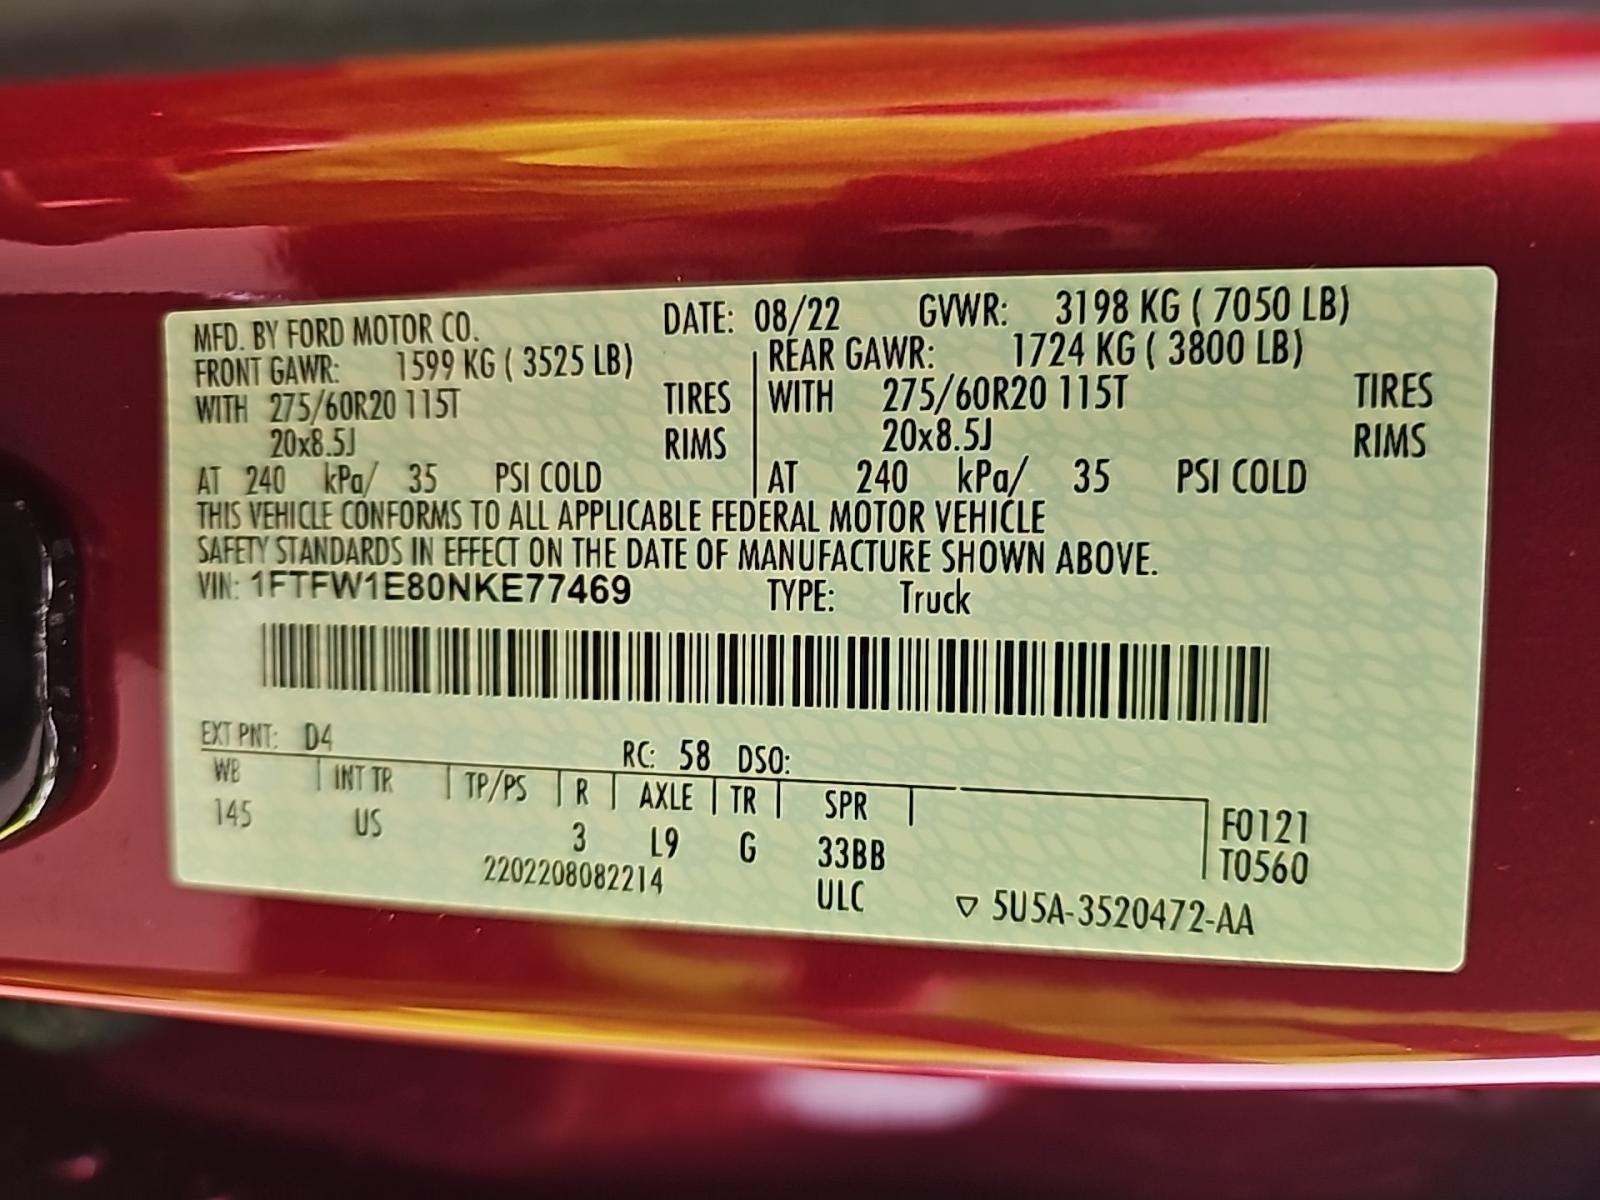 MFD. BY FORD MOTOR CO. DATE: 08/22 GVWR: 3198 KG ( 7050 LB)
FRONT GAWR: 1599 KG ( 3525 LB) REAR GAWR: 1724 KG ( 3800 LB)
WITH 275/60R20 115T TIRES WITH 275/60R20 115T TIRES
20x8.5J RIMS 20x8.5J RIMS
AT 240 kPa/ 35 PSI COLD AT 240 kPa/ 35 PSI COLD
THIS VEHICLE CONFORMS TO ALL APPLICABLE FEDERAL MOTOR VEHICLE
SAFETY STANDARDS IN EFFECT ON THE DATE OF MANUFACTURE SHOWN ABOVE.
VIN: 1FTFW1E80NKE77469 TYPE: Truck
EXT PNT: D4 RC: 58 DSO:
WB INT TR TP/PS R AXLE TR SPR
145 US 3 L9 G 33BB
F0121
T0560
2202208082214 ULC ▽ 5U5A-3520472-AA